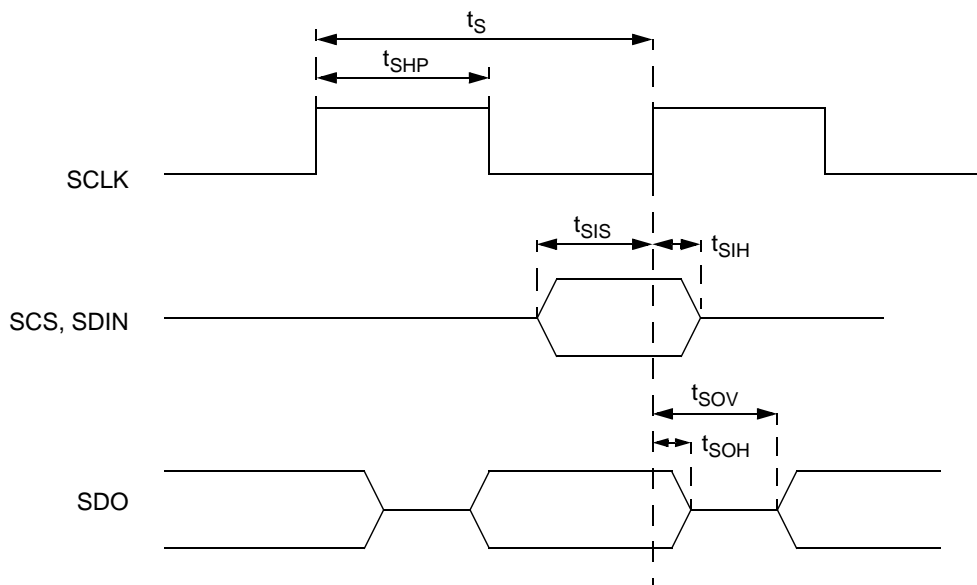 tS
tSHP
SCLK
tSIS
tSIH
SCS, SDIN
tSOV
tSOH
SDO